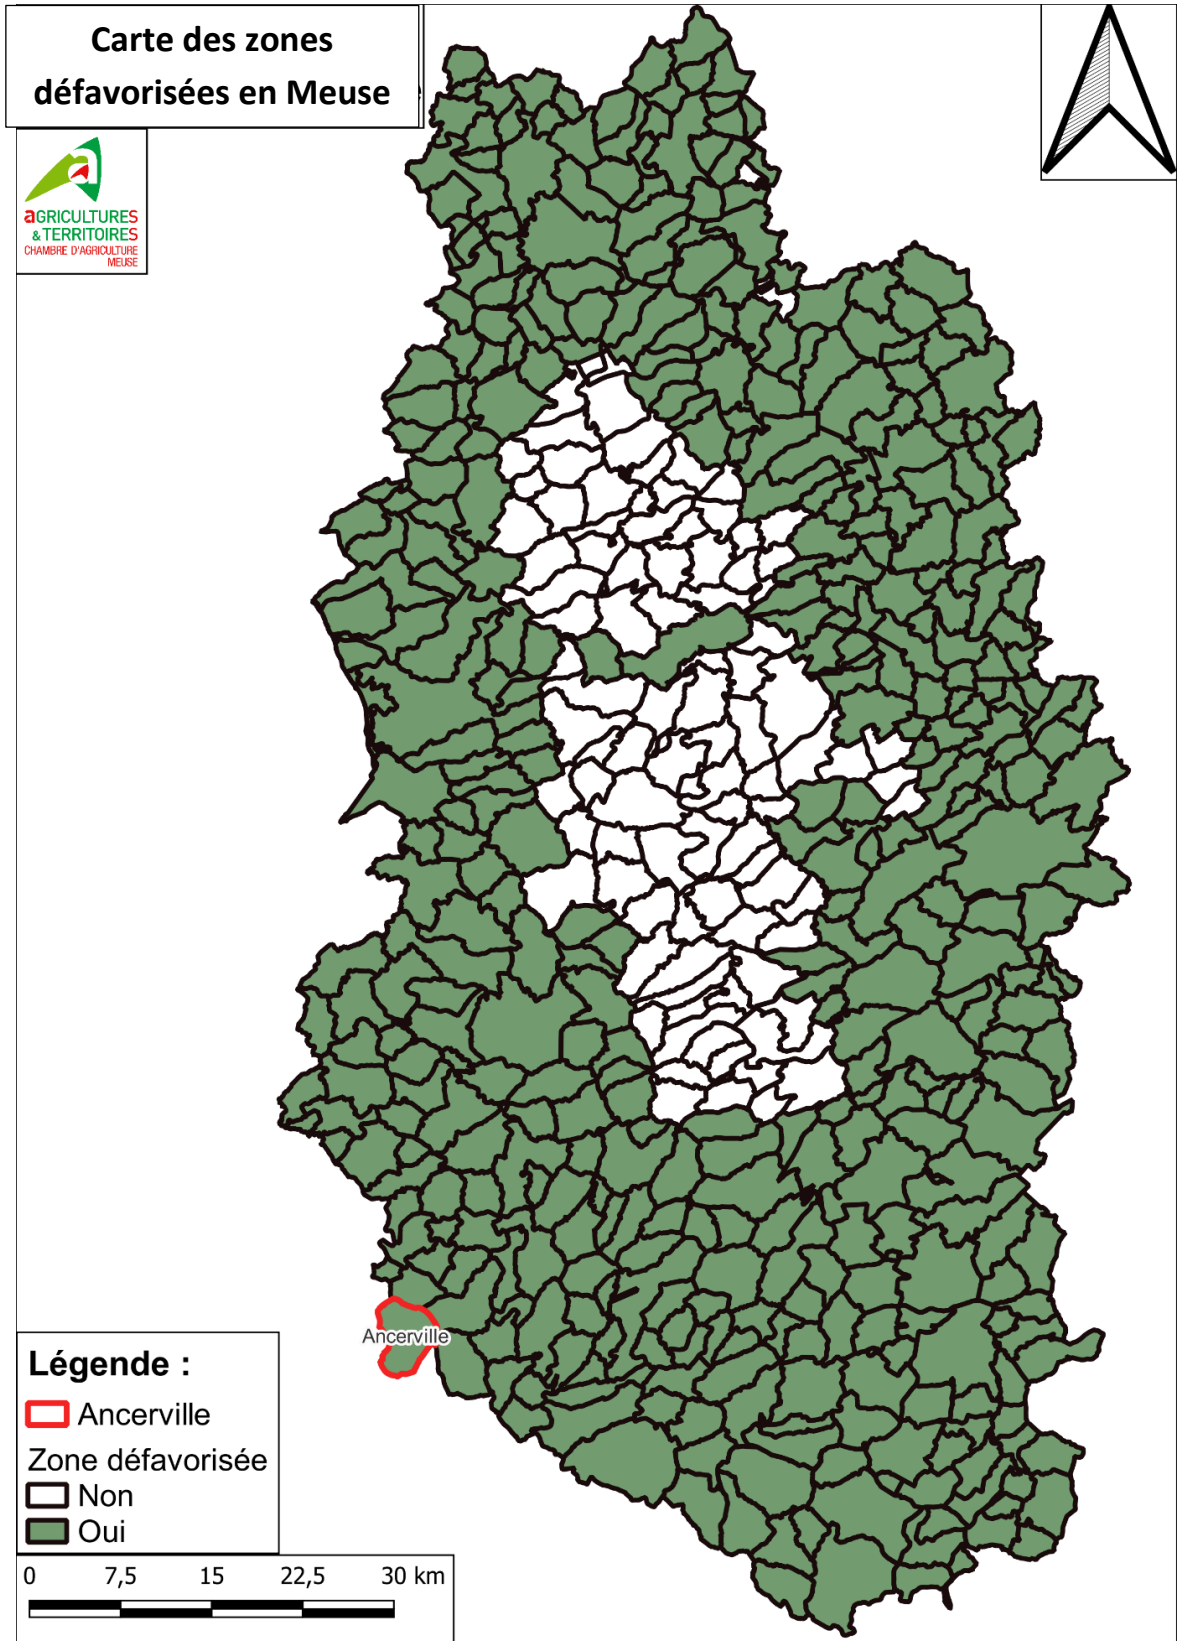 Carte des zones
défavorisées en Meuse
aGRICULTURES
& TERRITOIRES
CHAMBRE D'AGRICULTURE
MEUSE
Ancerville
Légende :
Ancerville
Zone défavorisée
Non
Oui
0 7,5 15 22,5 30 km